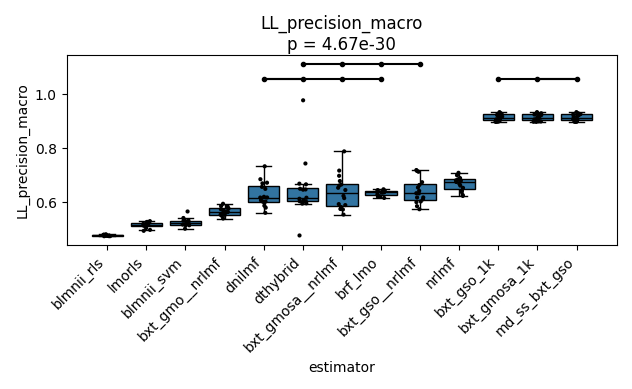 LL_precision_macro
p = 4.67e-30
LL_precision_macro
1.0
0.8
0.6
blmnii_rls
lmorls
blmnii_svm
bxt_gmo__nrlmf
dnilmf
dthybrid
bxt_gmosa__nrlmf
brf_lmo
bxt_gso__nrlmf
nrlmf
bxt_gso_1k
bxt_gmosa_1k
md_ss_bxt_gso
estimator